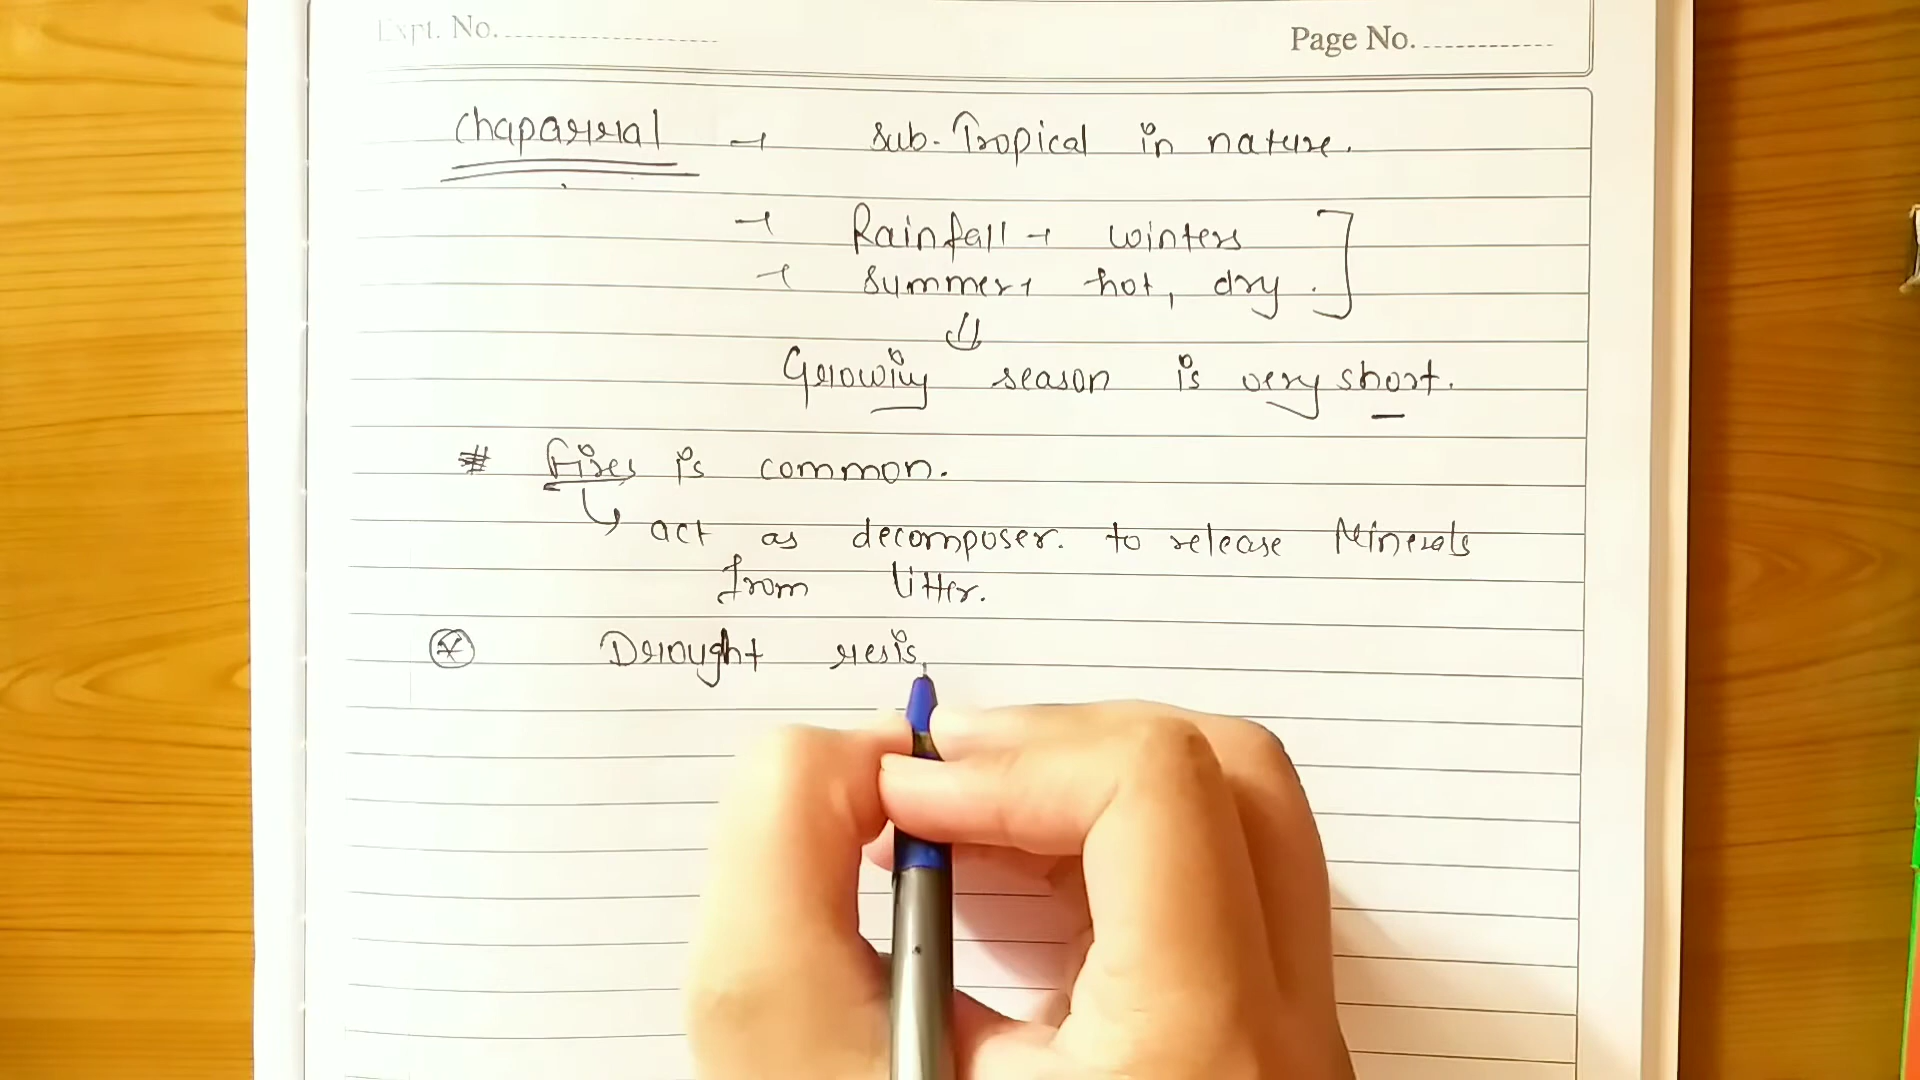 Expt. No.
Page No.
Chaparral → Sub-Tropical in nature.
→ Rainfall → winters
→ Summer → hot, dry.
⇓
Growing season is very short.
# Fires is common.
↳ act as decomposer. to release Minerals
from litter.
Drought resis